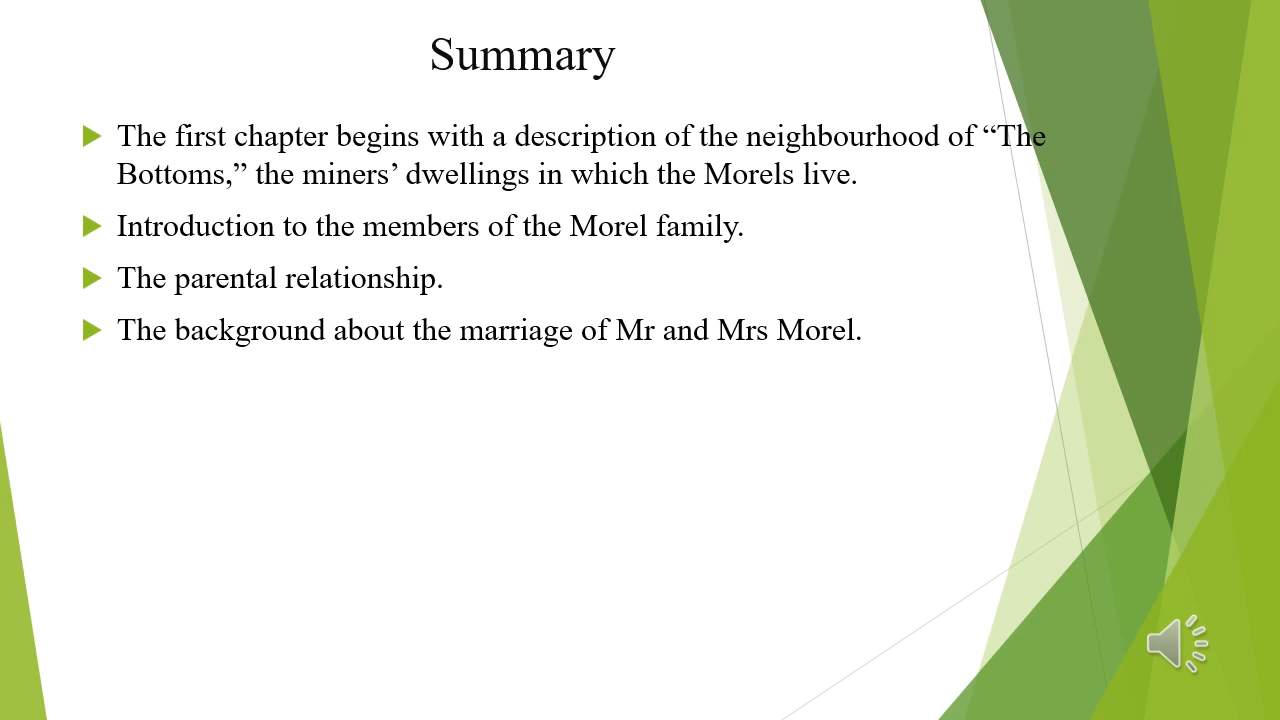 Summary
The first chapter begins with a description of the neighbourhood of “The
Bottoms,” the miners’ dwellings in which the Morels live.
Introduction to the members of the Morel family.
The parental relationship.
The background about the marriage of Mr and Mrs Morel.